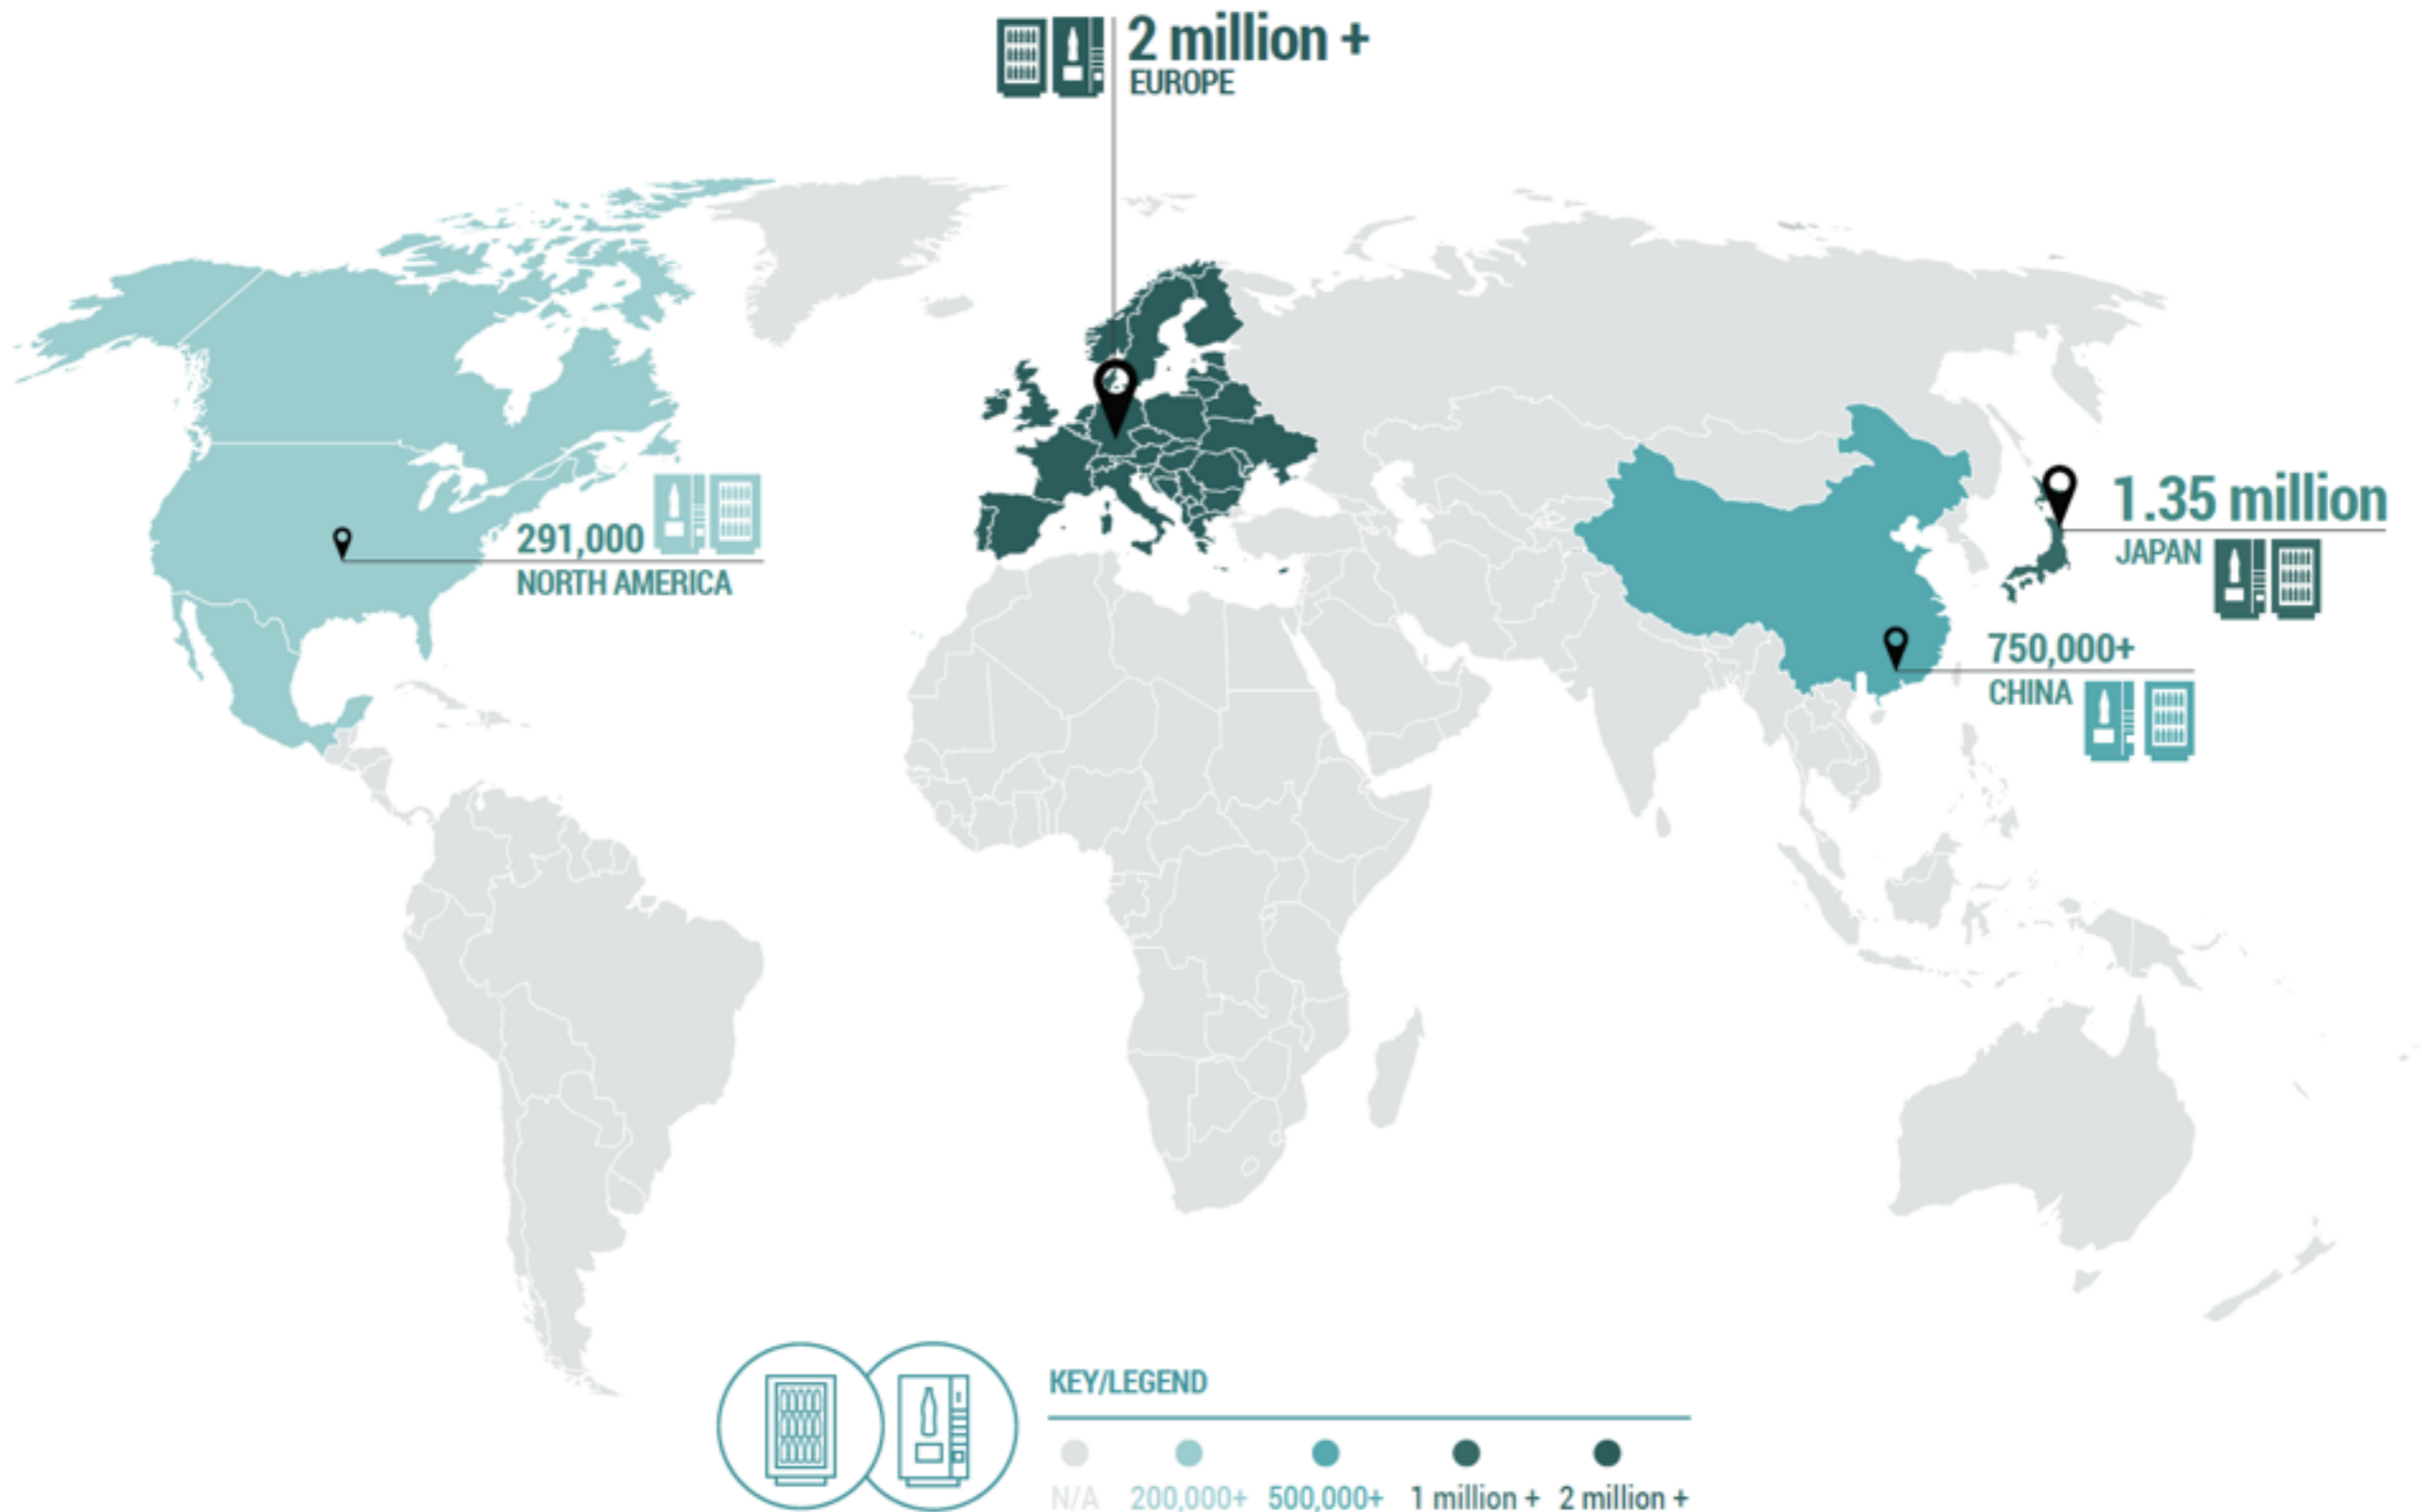 2 million +
EUROPE
291,000
NORTH AMERICA
1.35 million
JAPAN
750,000+
CHINA
KEY/LEGEND
N/A 200,000+ 500,000+ 1 million + 2 million +